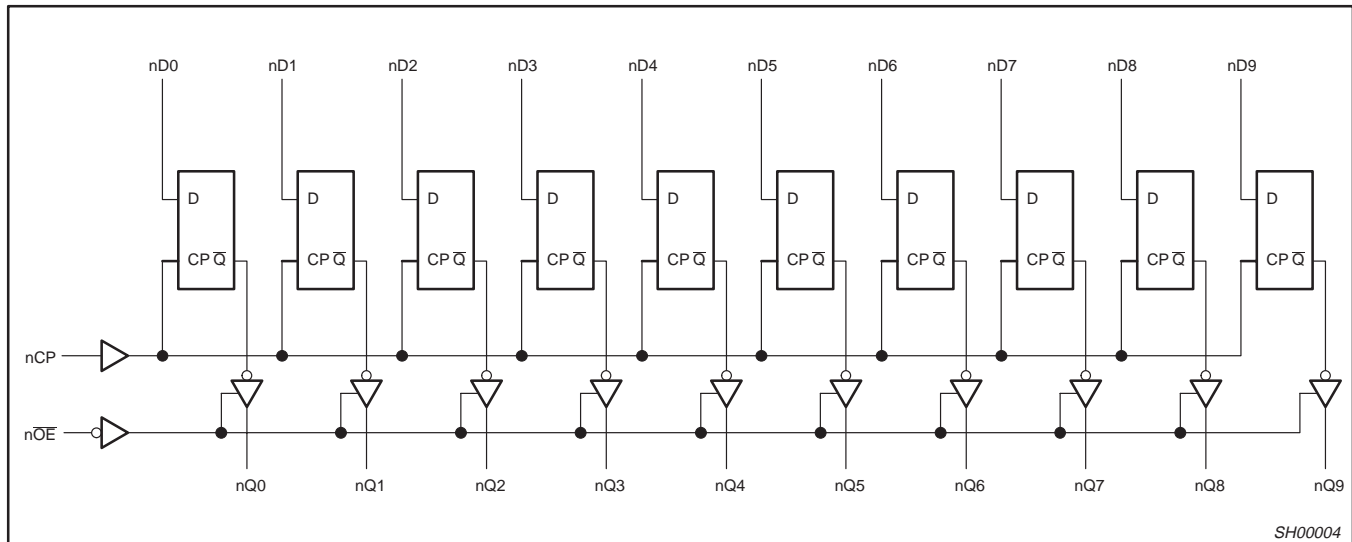 nD0 nD1 nD2 nD3 nD4 nD5 nD6 nD7 nD8 nD9
D D D D D D D D D D
CP Q̅ CP Q̅ CP Q̅ CP Q̅ CP Q̅ CP Q̅ CP Q̅ CP Q̅ CP Q̅ CP Q̅
nCP
nO̅E̅
nQ0 nQ1 nQ2 nQ3 nQ4 nQ5 nQ6 nQ7 nQ8 nQ9
SH00004